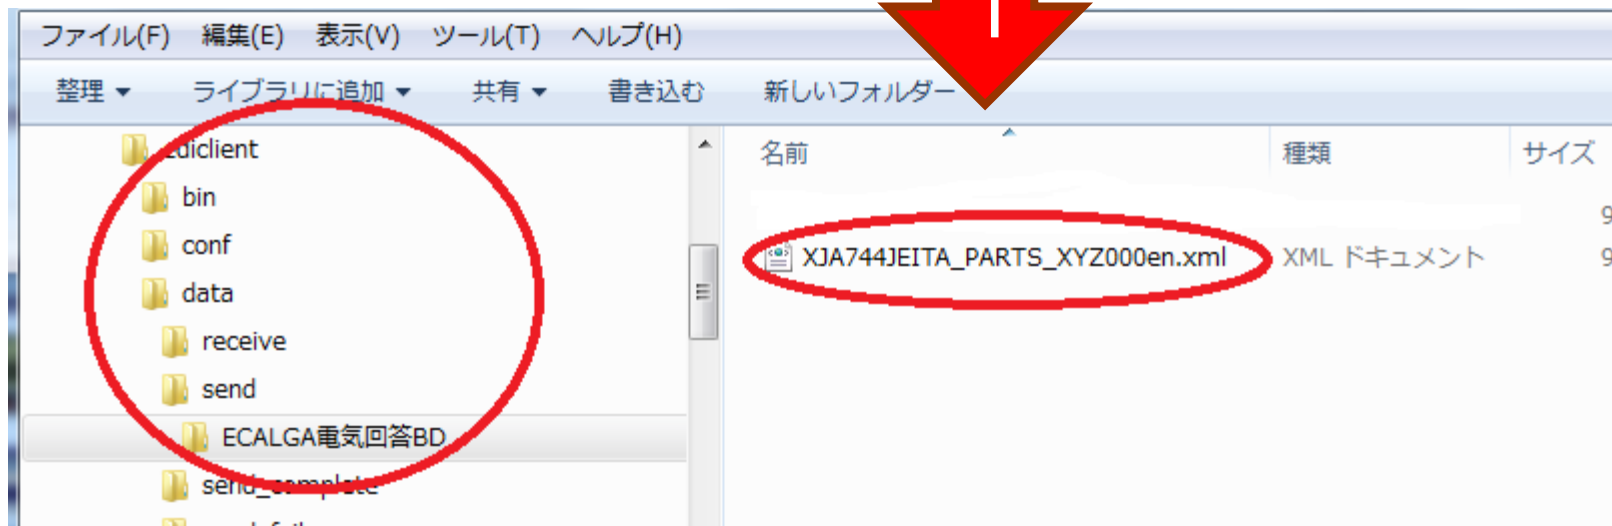 ファイル(F) 編集(E) 表示(V) ツール(T) ヘルプ(H)
整理 ライブラリに追加 共有 書き込む 新しいフォルダー
名前 種類 サイズ
bin
conf
data
receive
send
ECALGA電気回答BD
send_complete
XJA744JEITA_PARTS_XYZ000en.xml XML ドキュメント 9
9